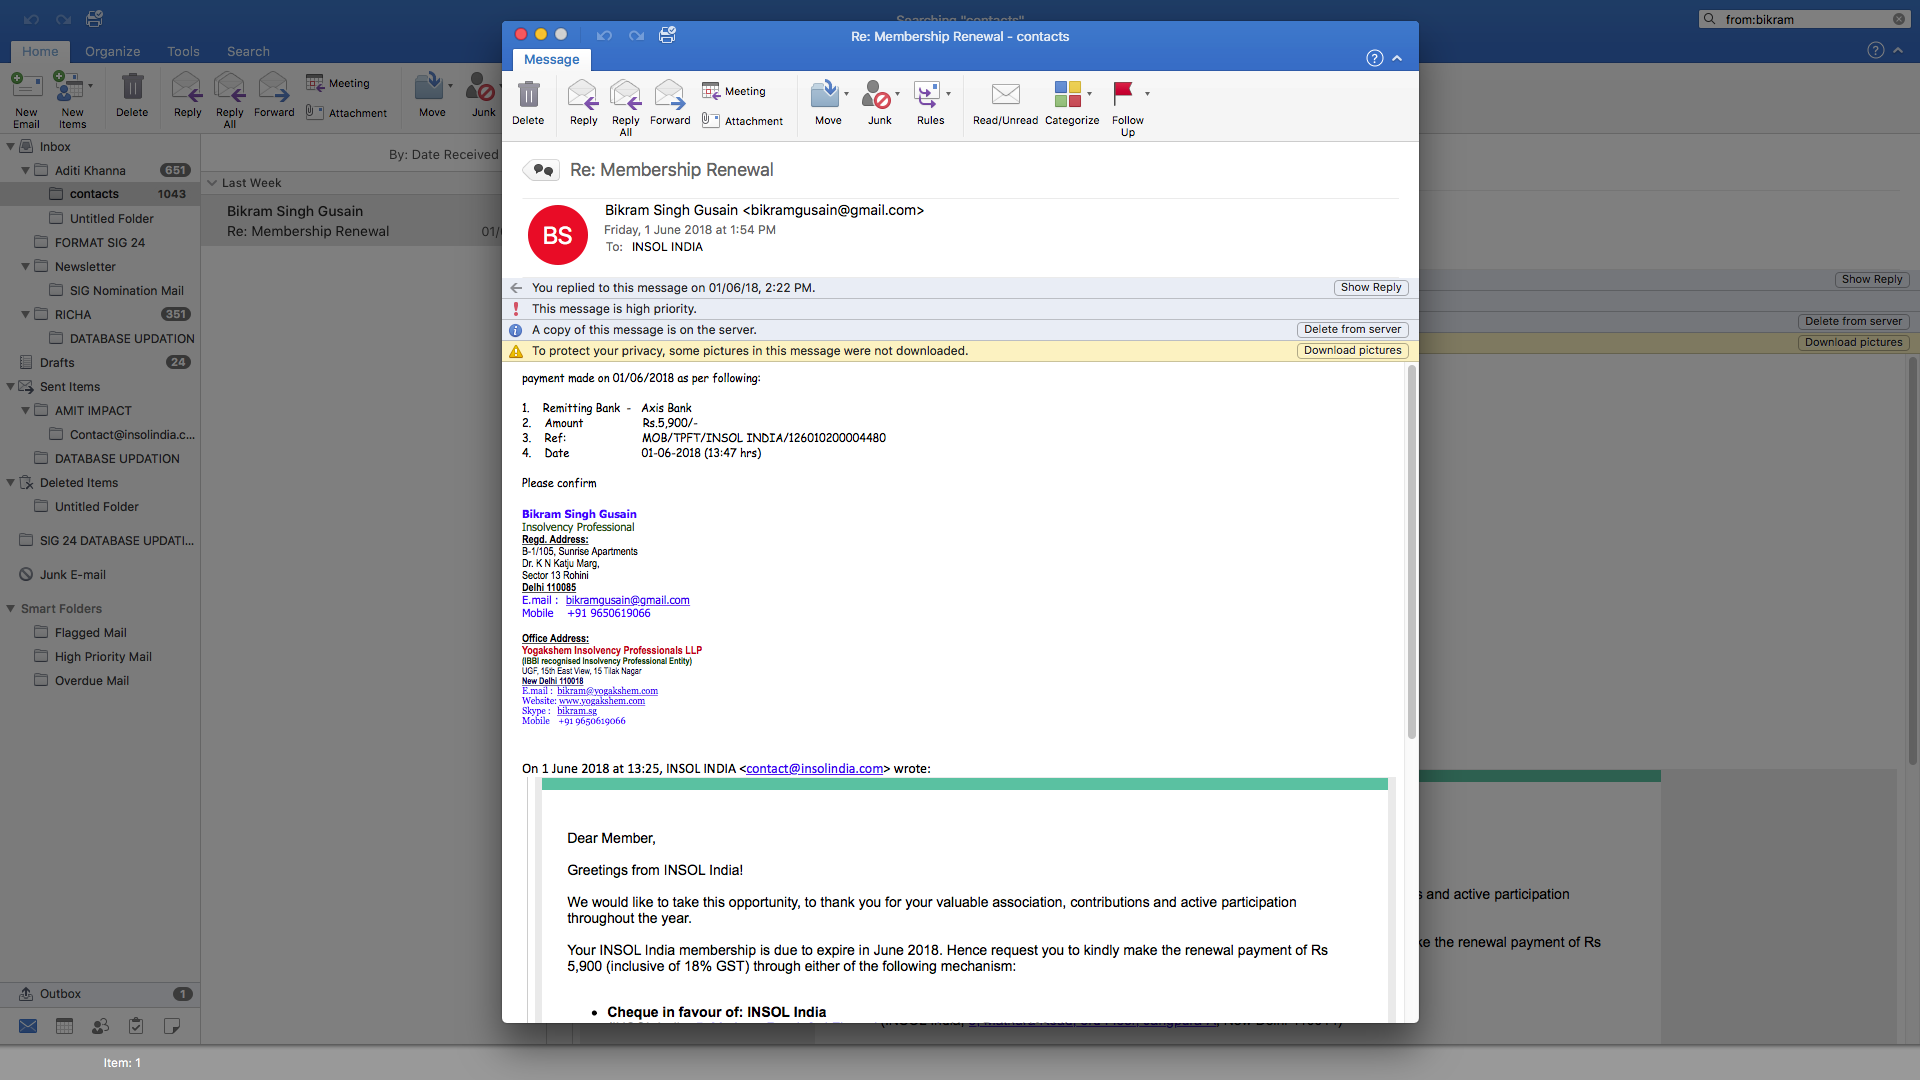 Searching "contacts"
from:bikram
Home
Organize
Tools
Search
New Email
New Items
Delete
Reply
Reply All
Forward
Meeting
Attachment
Move
Junk
Inbox
Aditi Khanna 651
contacts 1043
Untitled Folder
FORMAT SIG 24
Newsletter
SIG Nomination Mail
RICHA 351
DATABASE UPDATION
Drafts 24
Sent Items
AMIT IMPACT
Contact@insolindia.c...
DATABASE UPDATION
Deleted Items
Untitled Folder
SIG 24 DATABASE UPDATI...
Junk E-mail
Smart Folders
Flagged Mail
High Priority Mail
Overdue Mail
Outbox 1
Item: 1
By: Date Received
Last Week
Bikram Singh Gusain
Re: Membership Renewal 01/
Re: Membership Renewal - contacts
Message
Delete
Reply
Reply All
Forward
Meeting
Attachment
Move
Junk
Rules
Read/Unread
Categorize
Follow Up
Re: Membership Renewal
BS
Bikram Singh Gusain <bikramgusain@gmail.com>
Friday, 1 June 2018 at 1:54 PM
To: INSOL INDIA
You replied to this message on 01/06/18, 2:22 PM. Show Reply
This message is high priority.
A copy of this message is on the server. Delete from server
To protect your privacy, some pictures in this message were not downloaded. Download pictures
payment made on 01/06/2018 as per following:
1. Remitting Bank - Axis Bank
2. Amount Rs.5,900/-
3. Ref: MOB/TPFT/INSOL INDIA/126010200004480
4. Date 01-06-2018 (13:47 hrs)
Please confirm
Bikram Singh Gusain
Insolvency Professional
Regd. Address:
B-1/105, Sunrise Apartments
Dr. K N Katju Marg,
Sector 13 Rohini
Delhi 110085
E.mail : bikramgusain@gmail.com
Mobile +91 9650619066
Office Address:
Yogakshem Insolvency Professionals LLP
(IBBI recognised Insolvency Professional Entity)
UGF, 15th East View, 15 Tilak Nagar
New Delhi 110018
E.mail : bikram@yogakshem.com
Website: www.yogakshem.com
Skype : bikram.sg
Mobile +91 9650619066
On 1 June 2018 at 13:25, INSOL INDIA <contact@insolindia.com> wrote:
Dear Member,
Greetings from INSOL India!
We would like to take this opportunity, to thank you for your valuable association, contributions and active participation
throughout the year.
Your INSOL India membership is due to expire in June 2018. Hence request you to kindly make the renewal payment of Rs
5,900 (inclusive of 18% GST) through either of the following mechanism:
• Cheque in favour of: INSOL India
Show Reply
Delete from server
Download pictures
s and active participation
ke the renewal payment of Rs